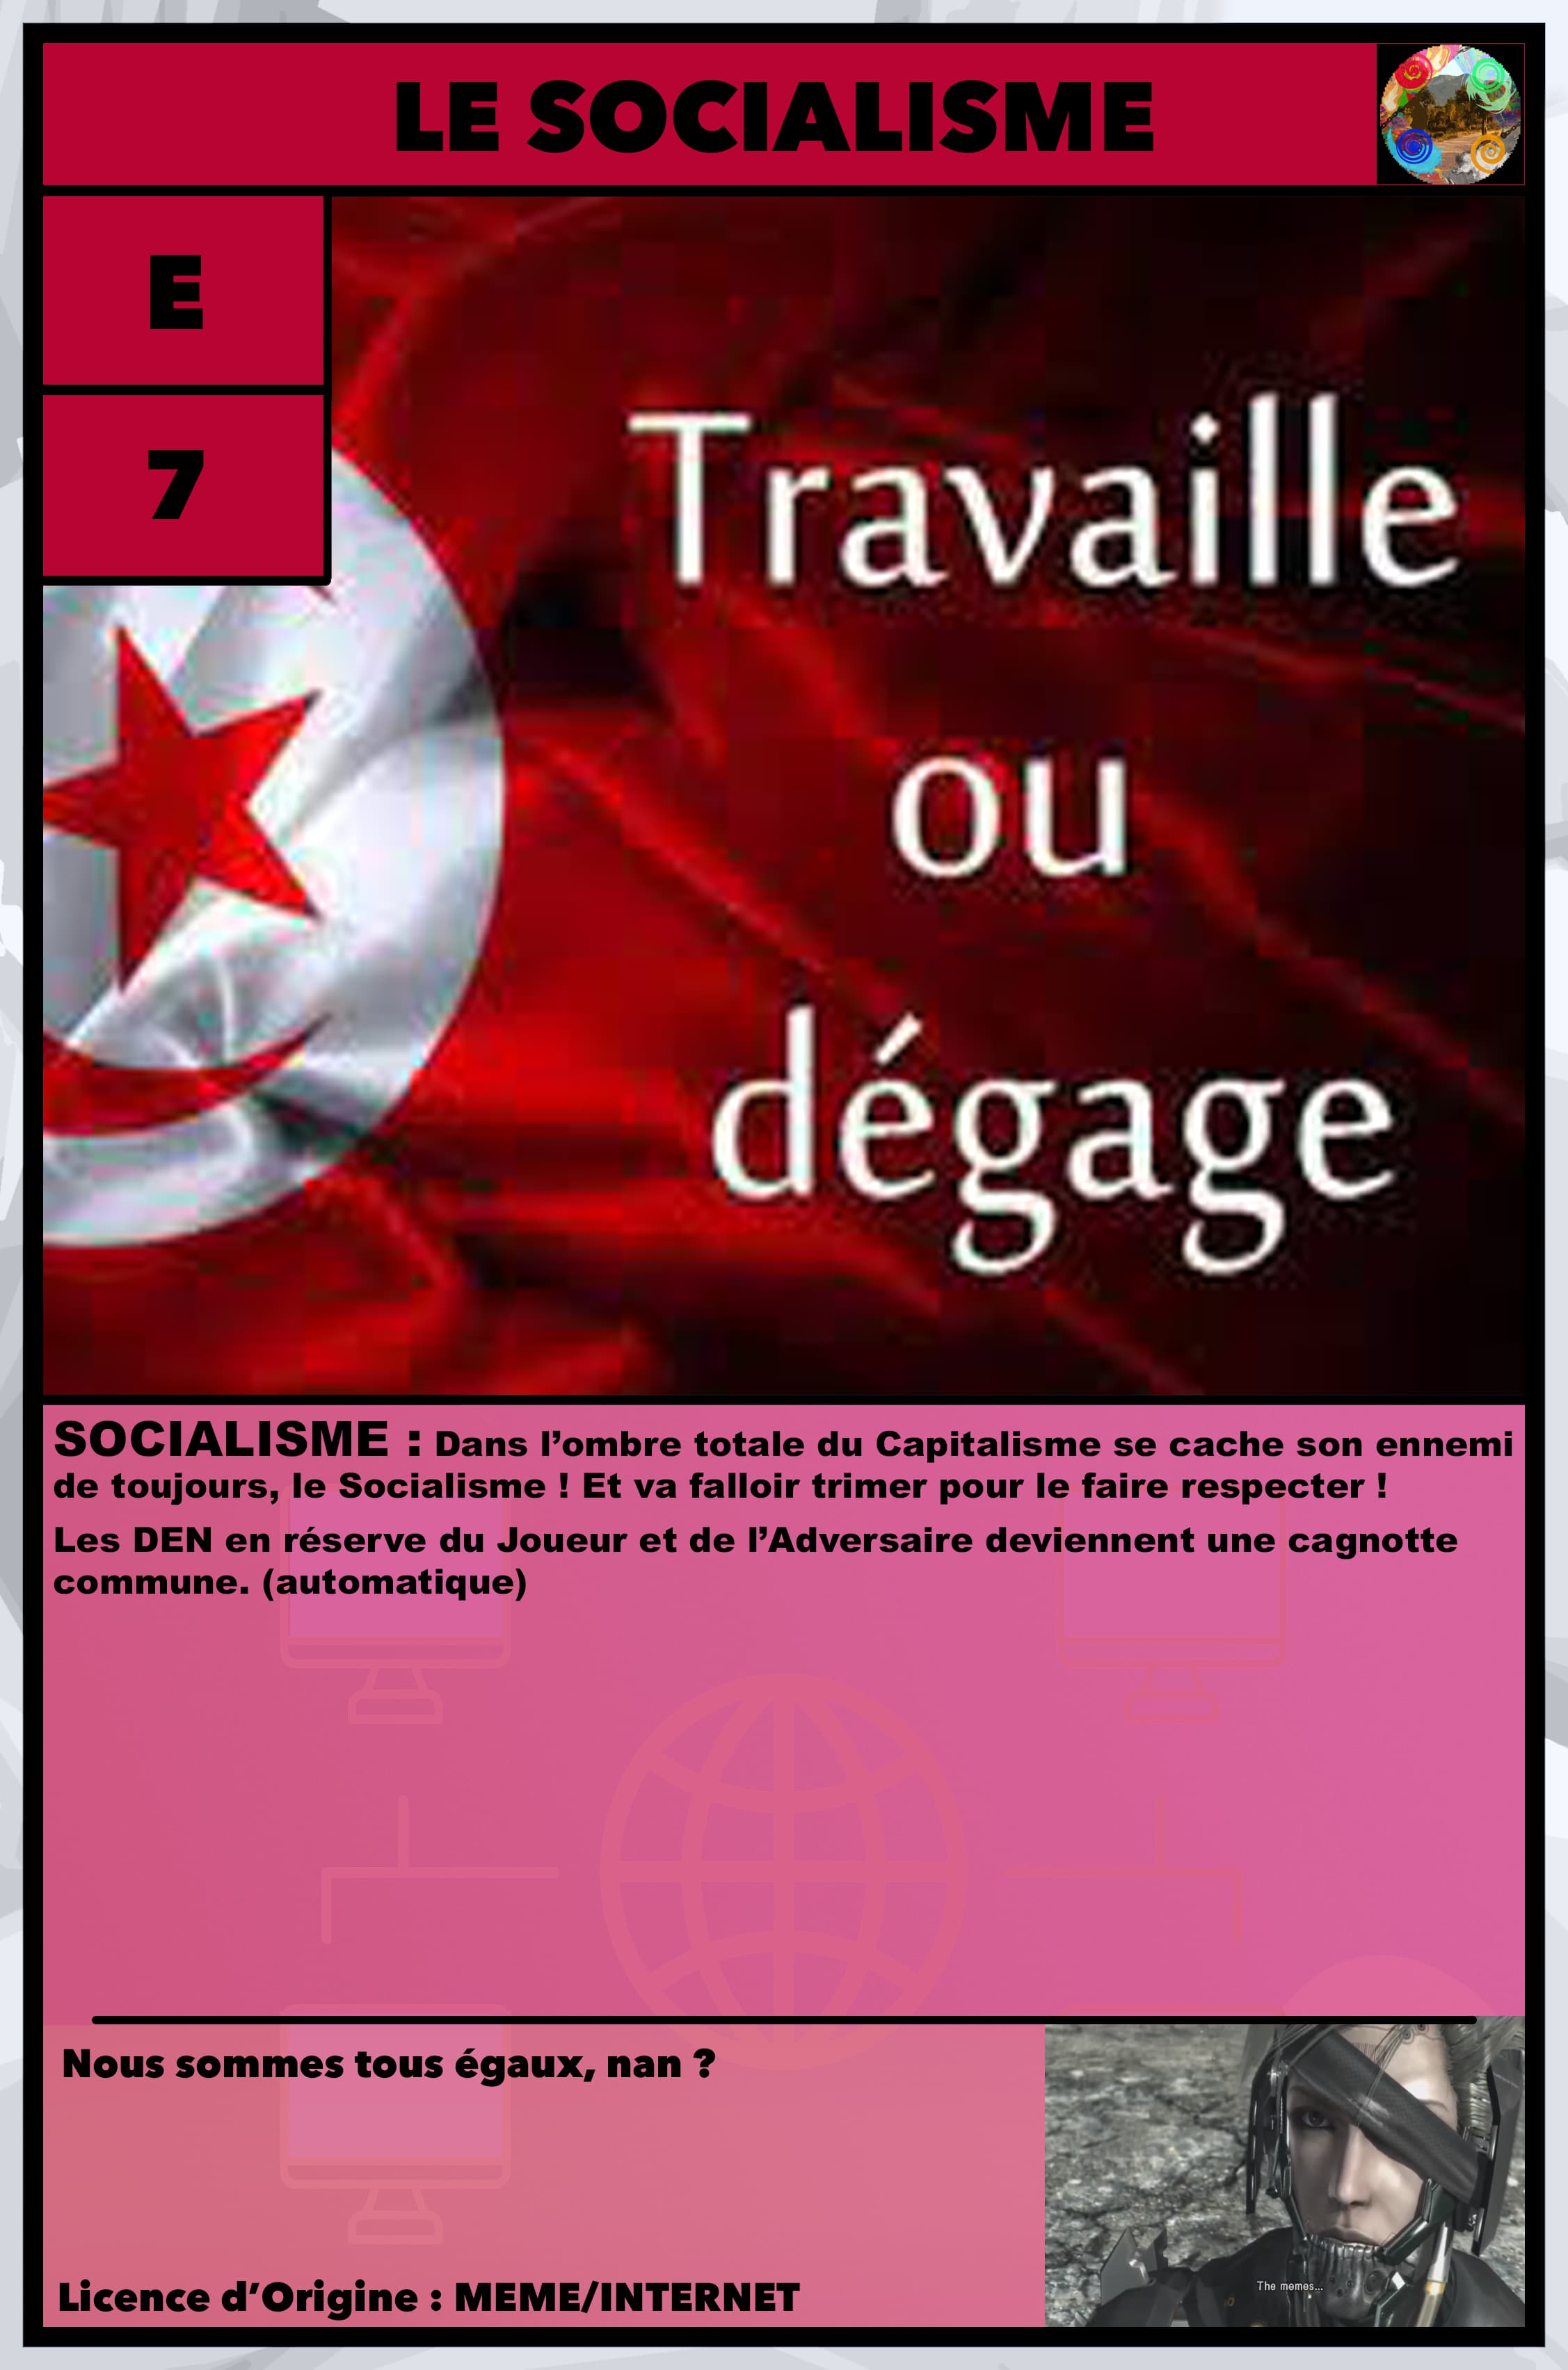 LE SOCIALISME
E
7
Travaille
ou
dégage
SOCIALISME : Dans l’ombre totale du Capitalisme se cache son ennemi
de toujours, le Socialisme ! Et va falloir trimer pour le faire respecter !
Les DEN en réserve du Joueur et de l’Adversaire deviennent une cagnotte
commune. (automatique)
Nous sommes tous égaux, nan ?
The memes...
Licence d’Origine : MEME/INTERNET